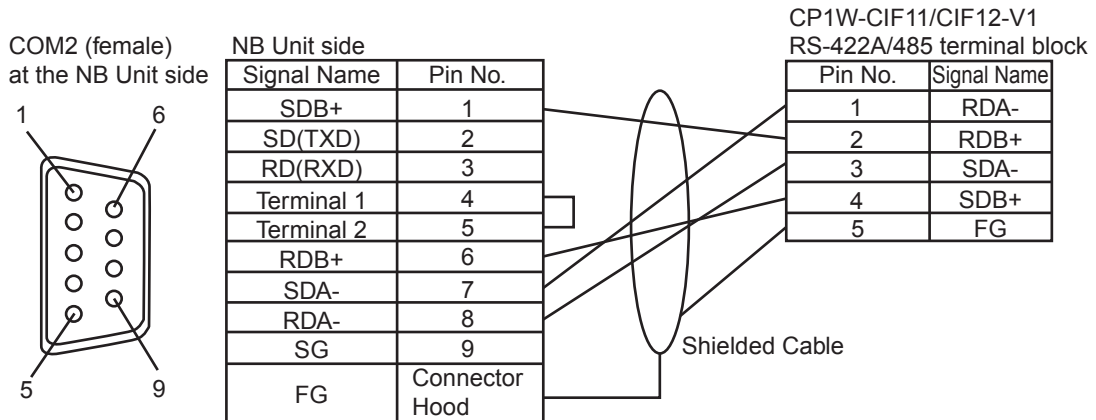 COM2 (female)
at the NB Unit side
1 6
5 9
NB Unit side
Signal Name Pin No.
SDB+ 1
SD(TXD) 2
RD(RXD) 3
Terminal 1 4
Terminal 2 5
RDB+ 6
SDA- 7
RDA- 8
SG 9
FG Connector
Hood
Shielded Cable
CP1W-CIF11/CIF12-V1
RS-422A/485 terminal block
Pin No. Signal Name
1 RDA-
2 RDB+
3 SDA-
4 SDB+
5 FG